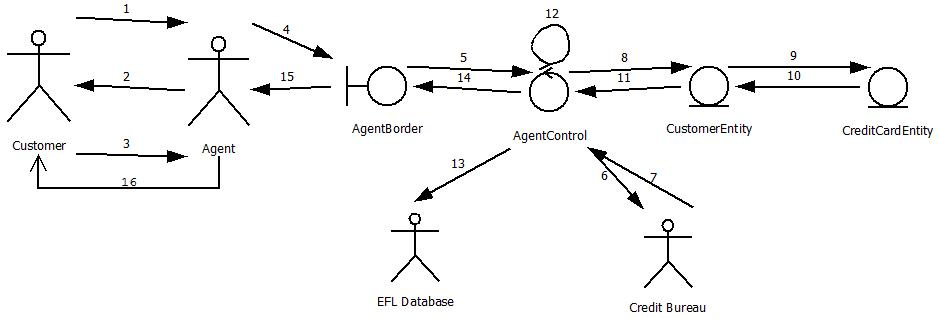 1
4
12
5
8
9
2
15
14
11
10
Customer
3
Agent
AgentBorder
AgentControl
CustomerEntity
CreditCardEntity
16
13
6
7
EFL Database
Credit Bureau